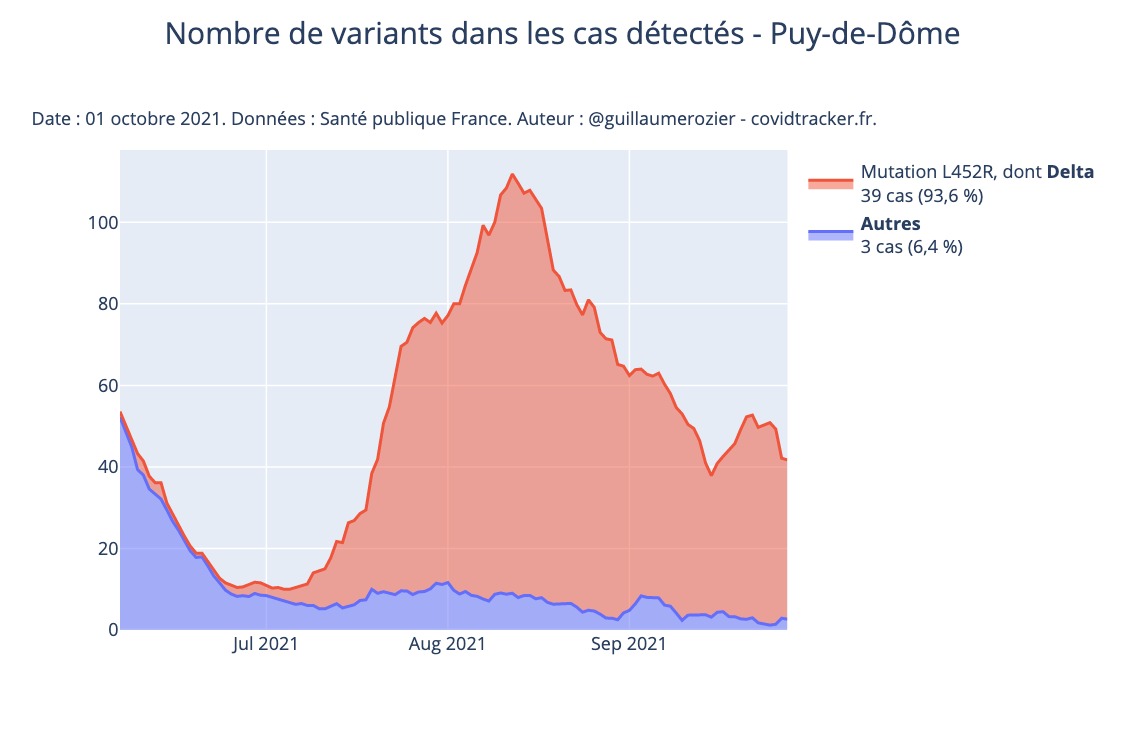 Nombre de variants dans les cas détectés - Puy-de-Dôme
Date : 01 octobre 2021. Données : Santé publique France. Auteur : @guillaumerozier - covidtracker.fr.
Mutation L452R, dont Delta
39 cas (93,6 %)
Autres
3 cas (6,4 %)
100
80
60
40
20
0
Jul 2021
Aug 2021
Sep 2021